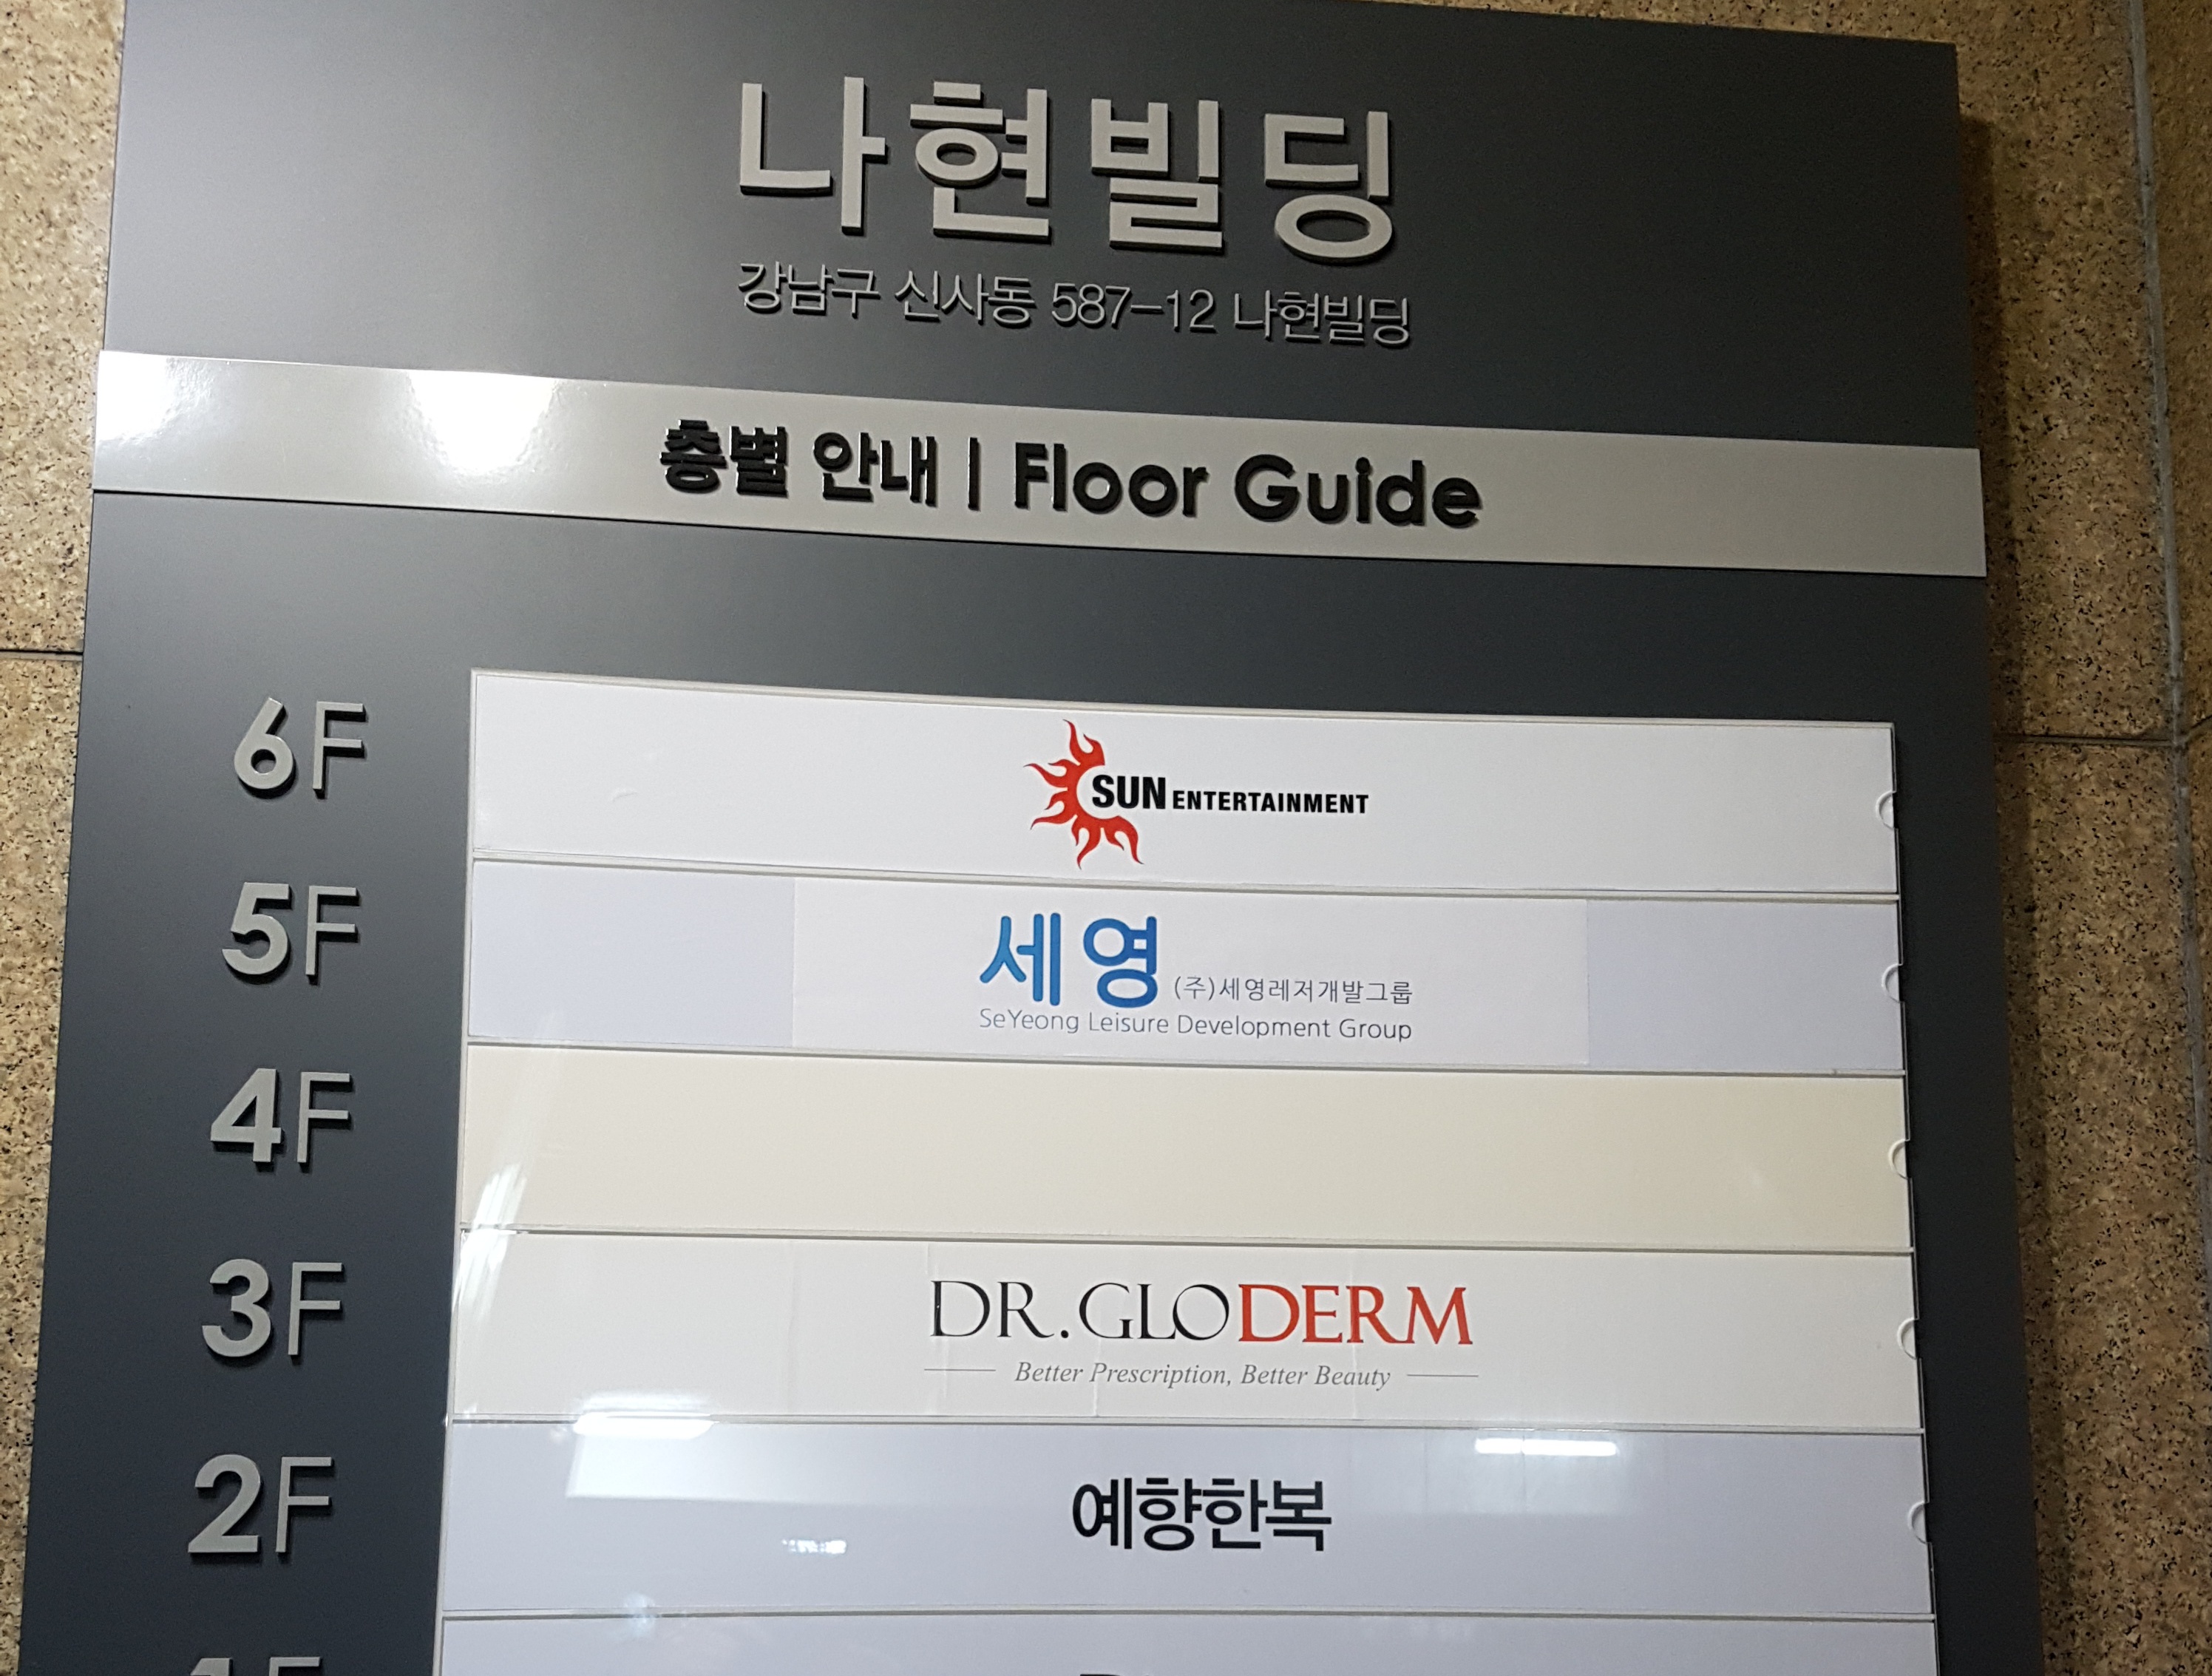 나현빌딩
강남구 신사동 587-12 나현빌딩
층별 안내 | Floor Guide
6F
SUN ENTERTAINMENT
5F
세영 (주)세영레저개발그룹
SeYeong Leisure Development Group
4F
3F
DR.GLODERM
Better Prescription, Better Beauty
2F
예향한복